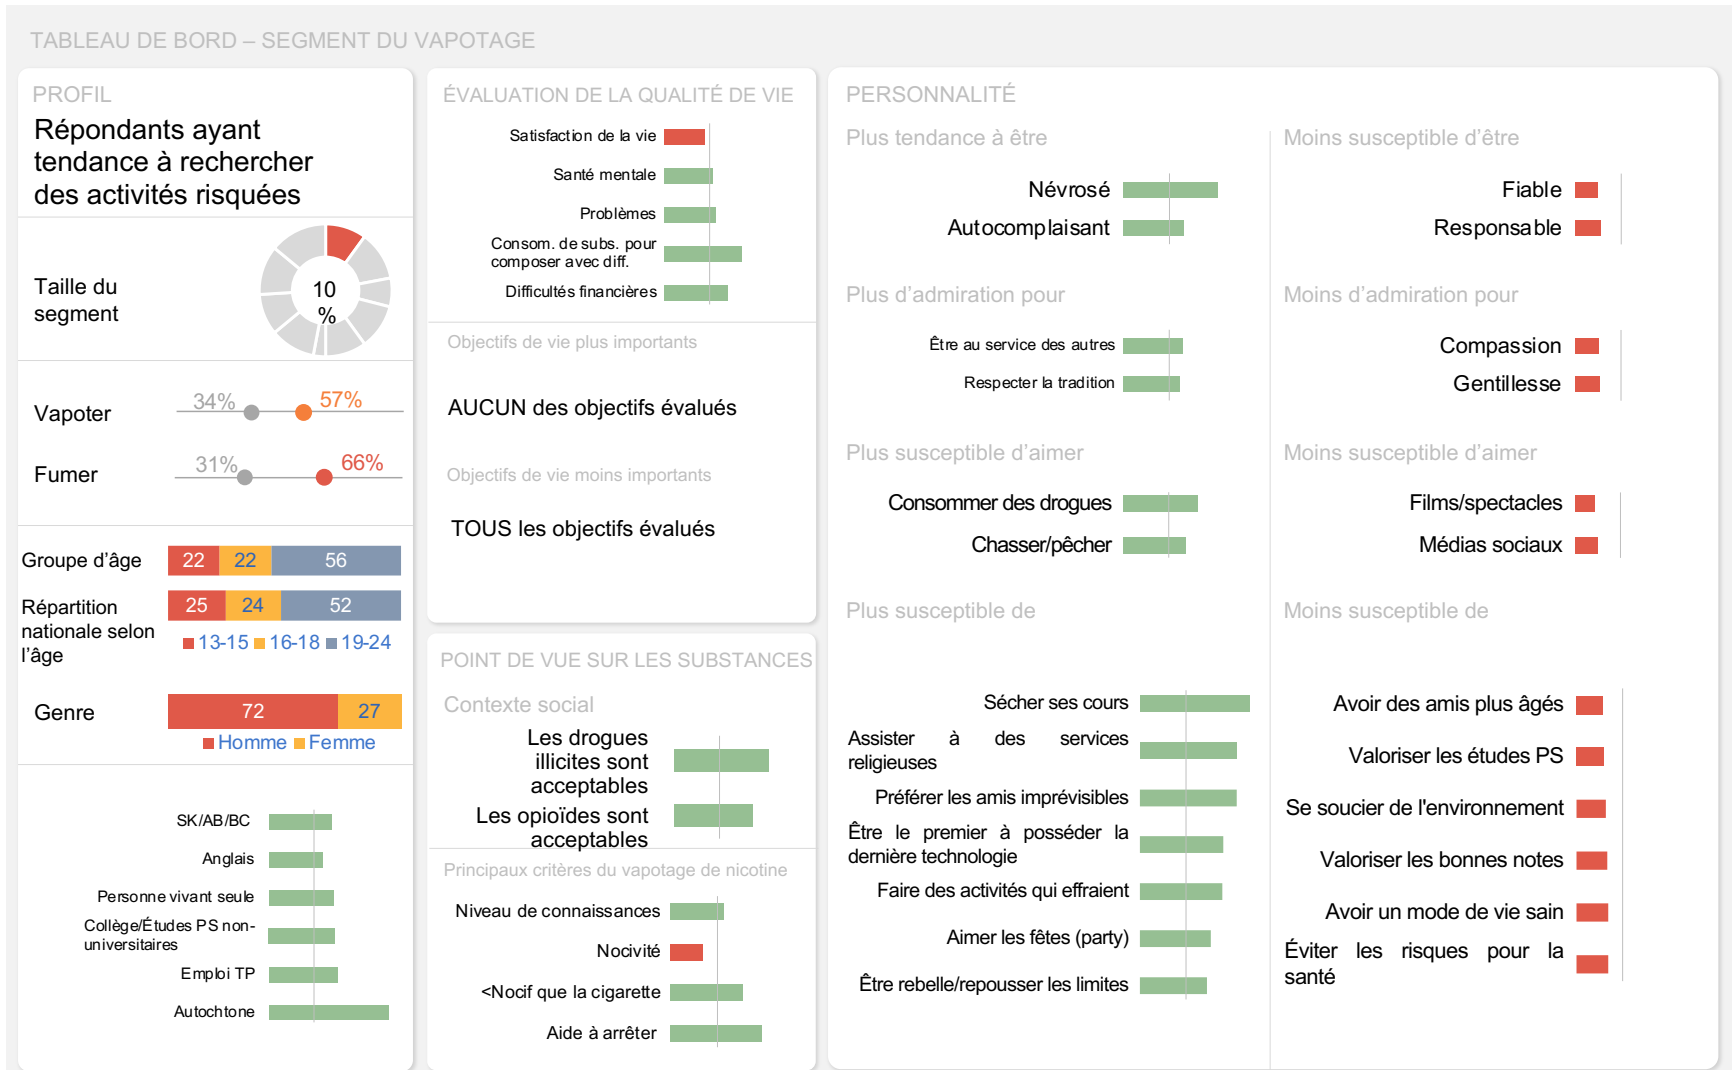 TABLEAU DE BORD – SEGMENT DU VAPOTAGE
PROFIL
Répondants ayant
tendance à rechercher
des activités risquées
Taille du
segment
10
%
Vapoter
34%
57%
Fumer
31%
66%
Groupe d’âge
22
22
56
Répartition
nationale selon
l’âge
25
24
52
13-15
16-18
19-24
Genre
72
27
Homme
Femme
SK/AB/BC
Anglais
Personne vivant seule
Collège/Études PS non-
universitaires
Emploi TP
Autochtone
ÉVALUATION DE LA QUALITÉ DE VIE
Satisfaction de la vie
Santé mentale
Problèmes
Consom. de subs. pour
composer avec diff.
Difficultés financières
Objectifs de vie plus importants
AUCUN des objectifs évalués
Objectifs de vie moins importants
TOUS les objectifs évalués
POINT DE VUE SUR LES SUBSTANCES
Contexte social
Les drogues
illicites sont
acceptables
Les opioïdes sont
acceptables
Principaux critères du vapotage de nicotine
Niveau de connaissances
Nocivité
<Nocif que la cigarette
Aide à arrêter
PERSONNALITÉ
Plus tendance à être
Névrosé
Autocomplaisant
Plus d’admiration pour
Être au service des autres
Respecter la tradition
Plus susceptible d’aimer
Consommer des drogues
Chasser/pêcher
Plus susceptible de
Sécher ses cours
Assister à des services
religieuses
Préférer les amis imprévisibles
Être le premier à posséder la
dernière technologie
Faire des activités qui effraient
Aimer les fêtes (party)
Être rebelle/repousser les limites
Moins susceptible d’être
Fiable
Responsable
Moins d’admiration pour
Compassion
Gentillesse
Moins susceptible d’aimer
Films/spectacles
Médias sociaux
Moins susceptible de
Avoir des amis plus âgés
Valoriser les études PS
Se soucier de l'environnement
Valoriser les bonnes notes
Avoir un mode de vie sain
Éviter les risques pour la
santé